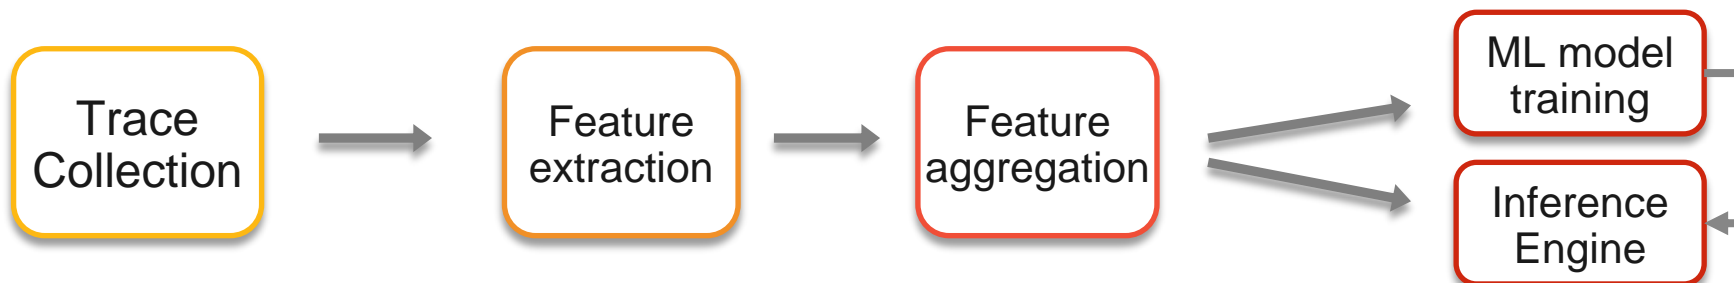 Trace
Collection
Feature
extraction
Feature
aggregation
ML model
training
Inference
Engine